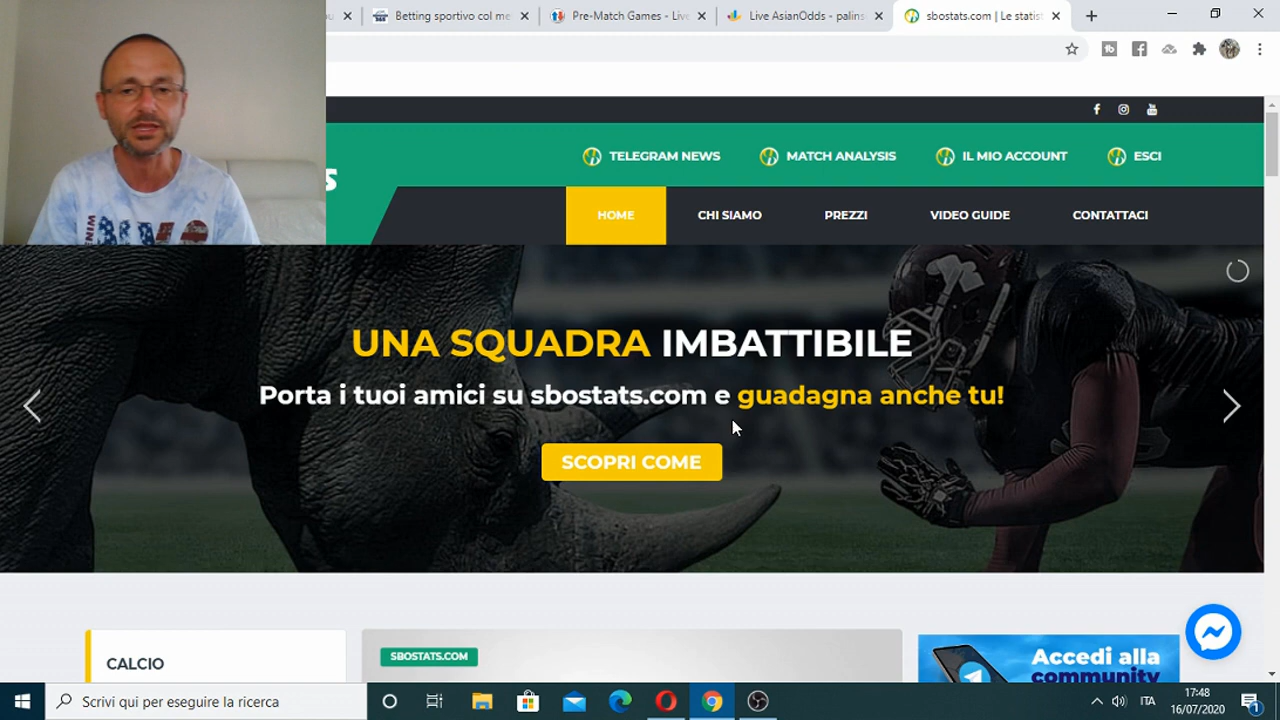 Betting sportivo col me
Pre-Match Games - Live
Live AsianOdds - palins
sbostats.com | Le statist
TELEGRAM NEWS
MATCH ANALYSIS
IL MIO ACCOUNT
ESCI
HOME
CHI SIAMO
PREZZI
VIDEO GUIDE
CONTATTACI
UNA SQUADRA IMBATTIBILE
Porta i tuoi amici su sbostats.com e guadagna anche tu!
SCOPRI COME
CALCIO
SBOSTATS.COM
Accedi alla
community
Scrivi qui per eseguire la ricerca
ITA
17:48
16/07/2020